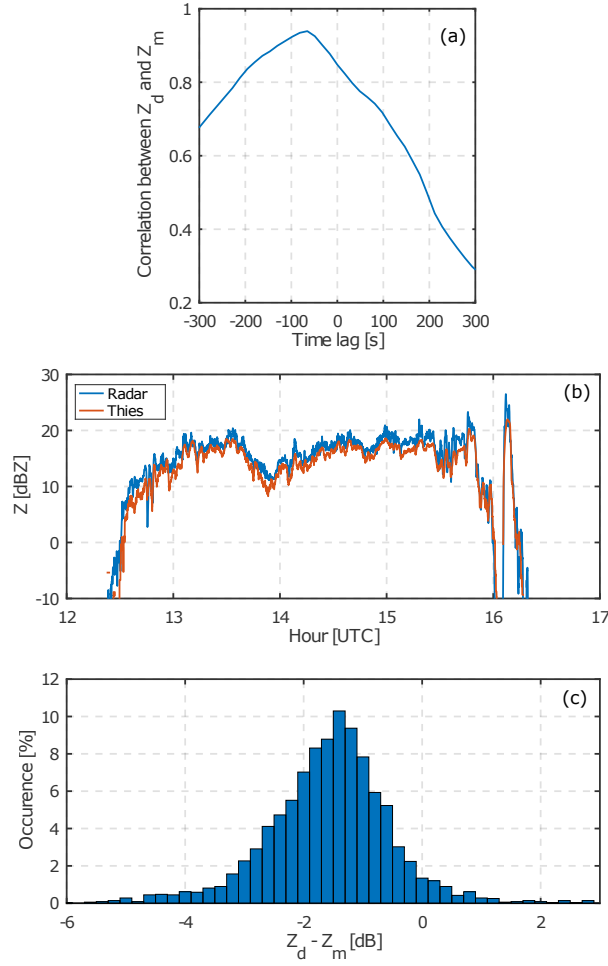 (a)
Correlation between Z_d and Z_m
1
0.8
0.6
0.4
0.2
-300 -200 -100 0 100 200 300
Time lag [s]
(b)
Radar
Thies
Z [dBZ]
30
20
10
0
-10
12 13 14 15 16 17
Hour [UTC]
(c)
Occurence [%]
12
10
8
6
4
2
0
-6 -4 -2 0 2
Z_d - Z_m [dB]